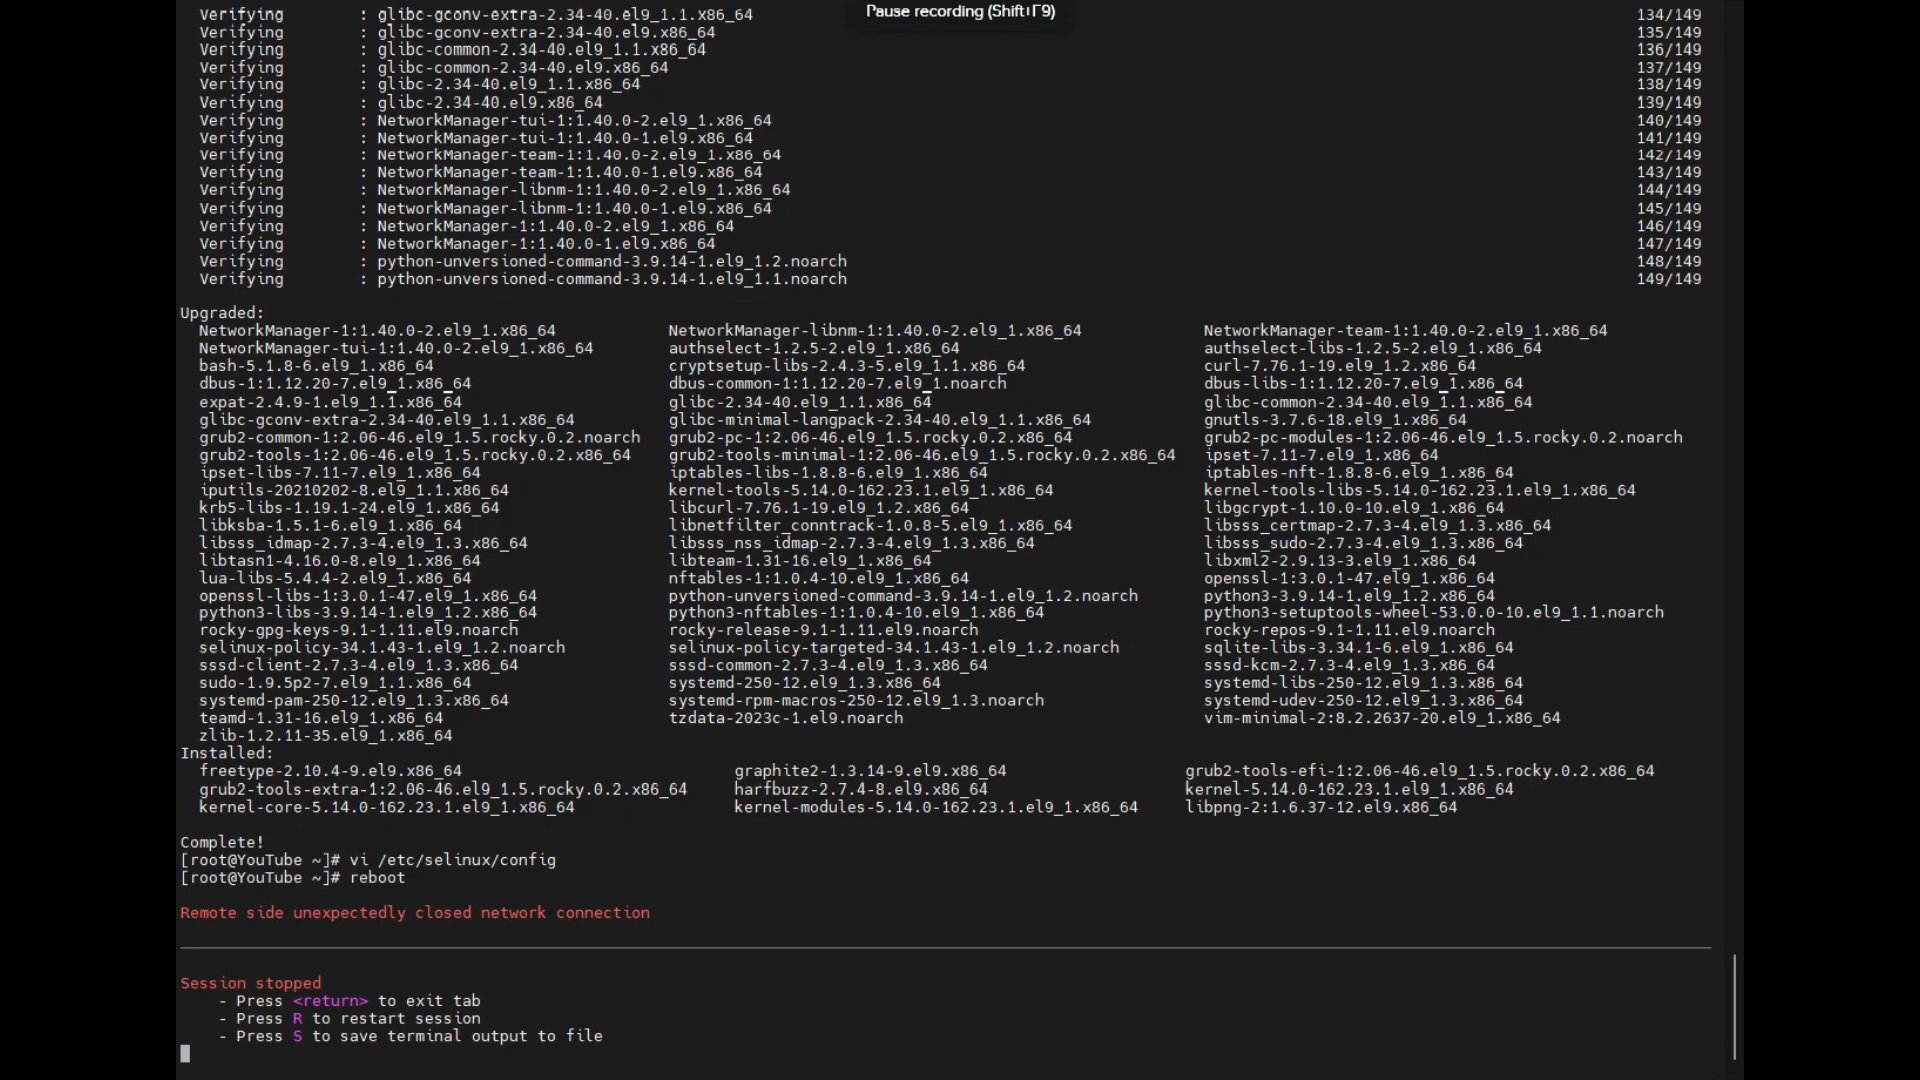 Pause recording (Shift+F9)
Verifying : glibc-gconv-extra-2.34-40.el9_1.1.x86_64 134/149
Verifying : glibc-gconv-extra-2.34-40.el9.x86_64 135/149
Verifying : glibc-common-2.34-40.el9_1.1.x86_64 136/149
Verifying : glibc-common-2.34-40.el9.x86_64 137/149
Verifying : glibc-2.34-40.el9_1.1.x86_64 138/149
Verifying : glibc-2.34-40.el9.x86_64 139/149
Verifying : NetworkManager-tui-1:1.40.0-2.el9_1.x86_64 140/149
Verifying : NetworkManager-tui-1:1.40.0-1.el9.x86_64 141/149
Verifying : NetworkManager-team-1:1.40.0-2.el9_1.x86_64 142/149
Verifying : NetworkManager-team-1:1.40.0-1.el9.x86_64 143/149
Verifying : NetworkManager-libnm-1:1.40.0-2.el9_1.x86_64 144/149
Verifying : NetworkManager-libnm-1:1.40.0-1.el9.x86_64 145/149
Verifying : NetworkManager-1:1.40.0-2.el9_1.x86_64 146/149
Verifying : NetworkManager-1:1.40.0-1.el9.x86_64 147/149
Verifying : python-unversioned-command-3.9.14-1.el9_1.2.noarch 148/149
Verifying : python-unversioned-command-3.9.14-1.el9_1.1.noarch 149/149
Upgraded:
NetworkManager-1:1.40.0-2.el9_1.x86_64 NetworkManager-libnm-1:1.40.0-2.el9_1.x86_64 NetworkManager-team-1:1.40.0-2.el9_1.x86_64
NetworkManager-tui-1:1.40.0-2.el9_1.x86_64 authselect-1.2.5-2.el9_1.x86_64 authselect-libs-1.2.5-2.el9_1.x86_64
bash-5.1.8-6.el9_1.x86_64 cryptsetup-libs-2.4.3-5.el9_1.1.x86_64 curl-7.76.1-19.el9_1.2.x86_64
dbus-1:1.12.20-7.el9_1.x86_64 dbus-common-1:1.12.20-7.el9_1.noarch dbus-libs-1:1.12.20-7.el9_1.x86_64
expat-2.4.9-1.el9_1.1.x86_64 glibc-2.34-40.el9_1.1.x86_64 glibc-common-2.34-40.el9_1.1.x86_64
glibc-gconv-extra-2.34-40.el9_1.1.x86_64 glibc-minimal-langpack-2.34-40.el9_1.1.x86_64 gnutls-3.7.6-18.el9_1.x86_64
grub2-common-1:2.06-46.el9_1.5.rocky.0.2.noarch grub2-pc-1:2.06-46.el9_1.5.rocky.0.2.x86_64 grub2-pc-modules-1:2.06-46.el9_1.5.rocky.0.2.noarch
grub2-tools-1:2.06-46.el9_1.5.rocky.0.2.x86_64 grub2-tools-minimal-1:2.06-46.el9_1.5.rocky.0.2.x86_64 ipset-7.11-7.el9_1.x86_64
ipset-libs-7.11-7.el9_1.x86_64 iptables-libs-1.8.8-6.el9_1.x86_64 iptables-nft-1.8.8-6.el9_1.x86_64
iputils-20210202-8.el9_1.1.x86_64 kernel-tools-5.14.0-162.23.1.el9_1.x86_64 kernel-tools-libs-5.14.0-162.23.1.el9_1.x86_64
krb5-libs-1.19.1-24.el9_1.x86_64 libcurl-7.76.1-19.el9_1.2.x86_64 libgcrypt-1.10.0-10.el9_1.x86_64
libksba-1.5.1-6.el9_1.x86_64 libnetfilter_conntrack-1.0.8-5.el9_1.x86_64 libsss_certmap-2.7.3-4.el9_1.3.x86_64
libsss_idmap-2.7.3-4.el9_1.3.x86_64 libsss_nss_idmap-2.7.3-4.el9_1.3.x86_64 libsss_sudo-2.7.3-4.el9_1.3.x86_64
libtasn1-4.16.0-8.el9_1.x86_64 libteam-1.31-16.el9_1.x86_64 libxml2-2.9.13-3.el9_1.x86_64
lua-libs-5.4.4-2.el9_1.x86_64 nftables-1:1.0.4-10.el9_1.x86_64 openssl-1:3.0.1-47.el9_1.x86_64
openssl-libs-1:3.0.1-47.el9_1.x86_64 python-unversioned-command-3.9.14-1.el9_1.2.noarch python3-3.9.14-1.el9_1.2.x86_64
python3-libs-3.9.14-1.el9_1.2.x86_64 python3-nftables-1:1.0.4-10.el9_1.x86_64 python3-setuptools-wheel-53.0.0-10.el9_1.1.noarch
rocky-gpg-keys-9.1-1.11.el9.noarch rocky-release-9.1-1.11.el9.noarch rocky-repos-9.1-1.11.el9.noarch
selinux-policy-34.1.43-1.el9_1.2.noarch selinux-policy-targeted-34.1.43-1.el9_1.2.noarch sqlite-libs-3.34.1-6.el9_1.x86_64
sssd-client-2.7.3-4.el9_1.3.x86_64 sssd-common-2.7.3-4.el9_1.3.x86_64 sssd-kcm-2.7.3-4.el9_1.3.x86_64
sudo-1.9.5p2-7.el9_1.1.x86_64 systemd-250-12.el9_1.3.x86_64 systemd-libs-250-12.el9_1.3.x86_64
systemd-pam-250-12.el9_1.3.x86_64 systemd-rpm-macros-250-12.el9_1.3.noarch systemd-udev-250-12.el9_1.3.x86_64
teamd-1.31-16.el9_1.x86_64 tzdata-2023c-1.el9.noarch vim-minimal-2:8.2.2637-20.el9_1.x86_64
zlib-1.2.11-35.el9_1.x86_64
Installed:
freetype-2.10.4-9.el9.x86_64 graphite2-1.3.14-9.el9.x86_64 grub2-tools-efi-1:2.06-46.el9_1.5.rocky.0.2.x86_64
grub2-tools-extra-1:2.06-46.el9_1.5.rocky.0.2.x86_64 harfbuzz-2.7.4-8.el9.x86_64 kernel-5.14.0-162.23.1.el9_1.x86_64
kernel-core-5.14.0-162.23.1.el9_1.x86_64 kernel-modules-5.14.0-162.23.1.el9_1.x86_64 libpng-2:1.6.37-12.el9.x86_64
Complete!
[root@YouTube ~]# vi /etc/selinux/config
[root@YouTube ~]# reboot
Remote side unexpectedly closed network connection
Session stopped
- Press <return> to exit tab
- Press R to restart session
- Press S to save terminal output to file